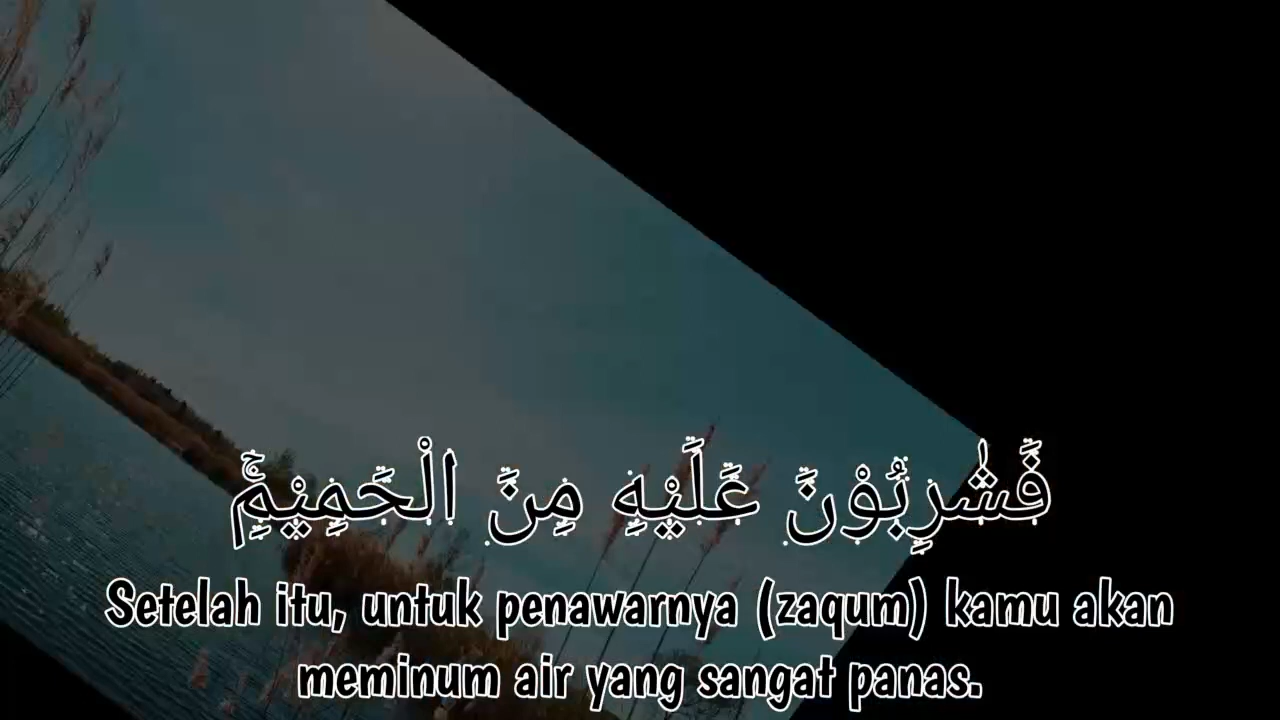 فَشٰرِبُوْنَ عَلَيْهِ مِنَ الْحَمِيْمِۚ
Setelah itu, untuk penawarnya (zaqum) kamu akan
meminum air yang sangat panas.